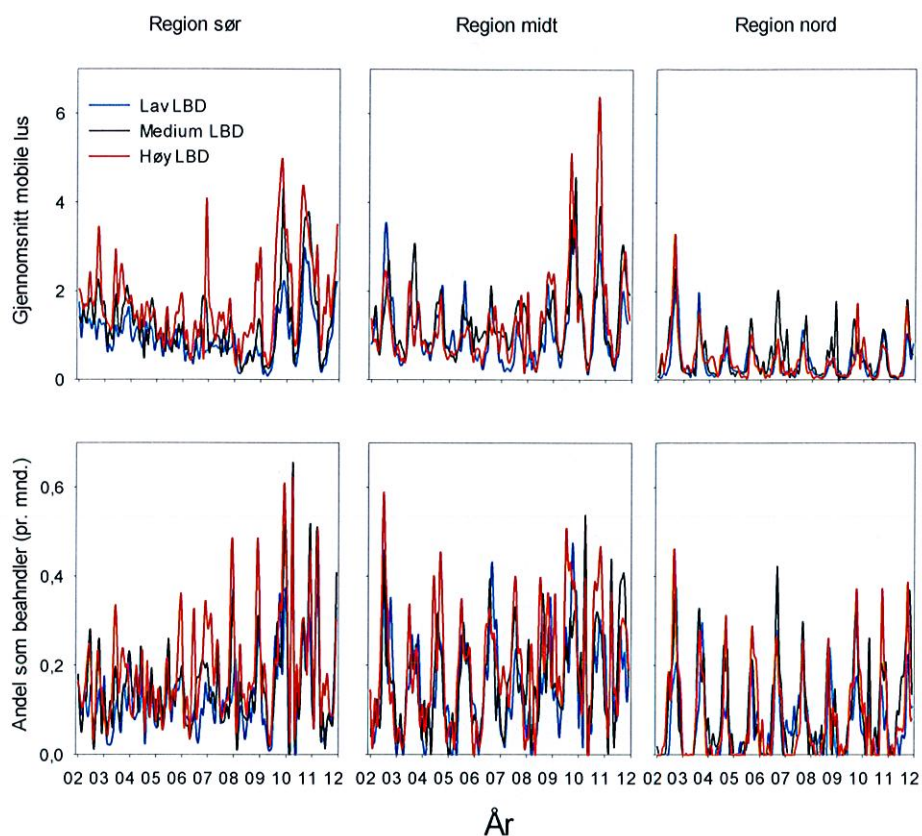 Region sør Region midt Region nord
Gjennomsnitt mobile lus
6
4
2
0
Lav LBD
Medium LBD
Høy LBD
Andel som beahndler (pr. mnd.)
0,6
0,4
0,2
0,0
02 03 04 05 06 07 08 09 10 11 12 02 03 04 05 06 07 08 09 10 11 12 02 03 04 05 06 07 08 09 10 11 12
År